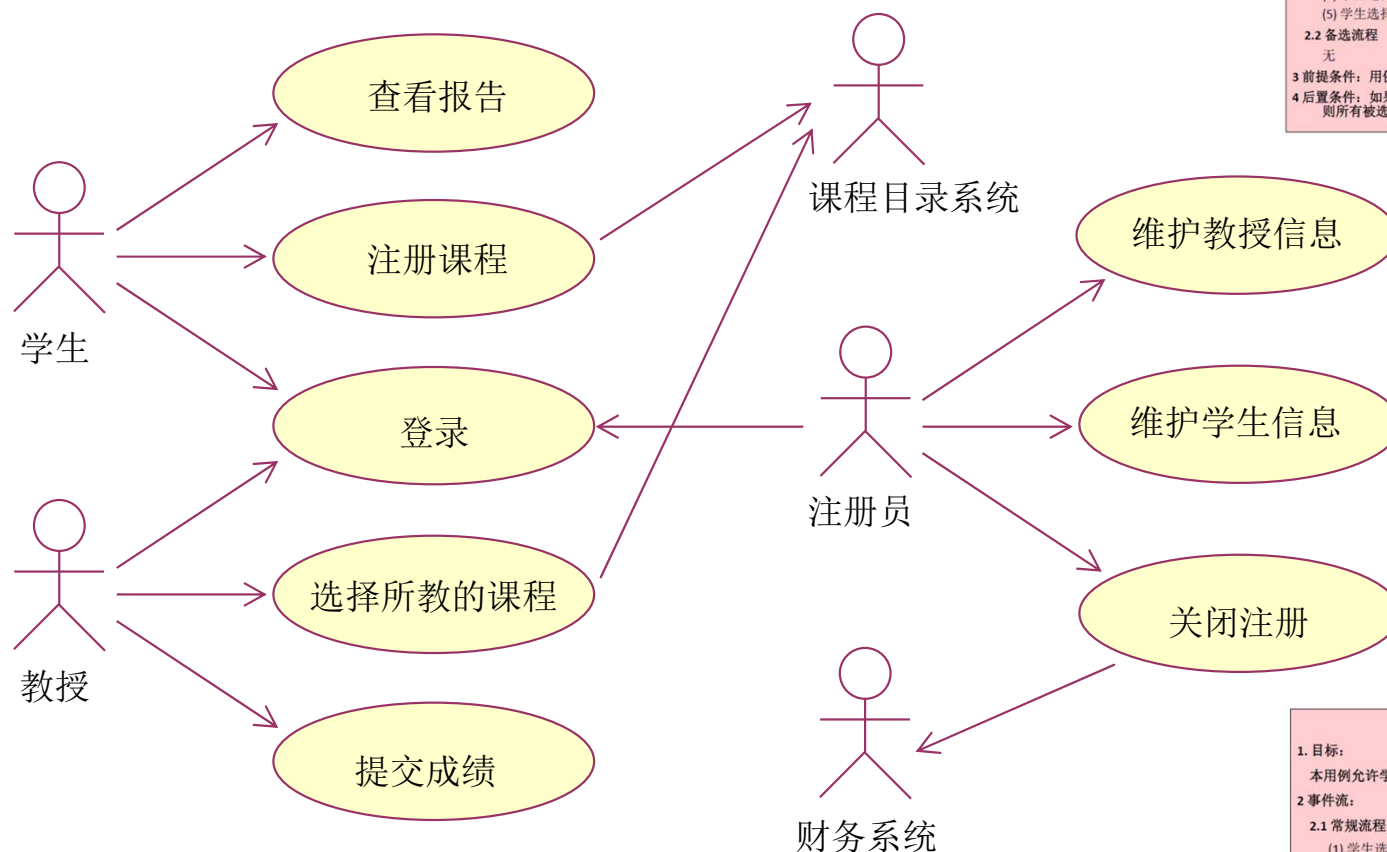 (5) 学生选择
2.2 备选流程
无
3 前提条件：用例
4 后置条件：如果
则所有被选
查看报告
课程目录系统
注册课程
维护教授信息
学生
登录
维护学生信息
注册员
选择所教的课程
关闭注册
教授
提交成绩
财务系统
1. 目标：
本用例允许学
2 事件流：
2.1 常规流程
(1) 学生选